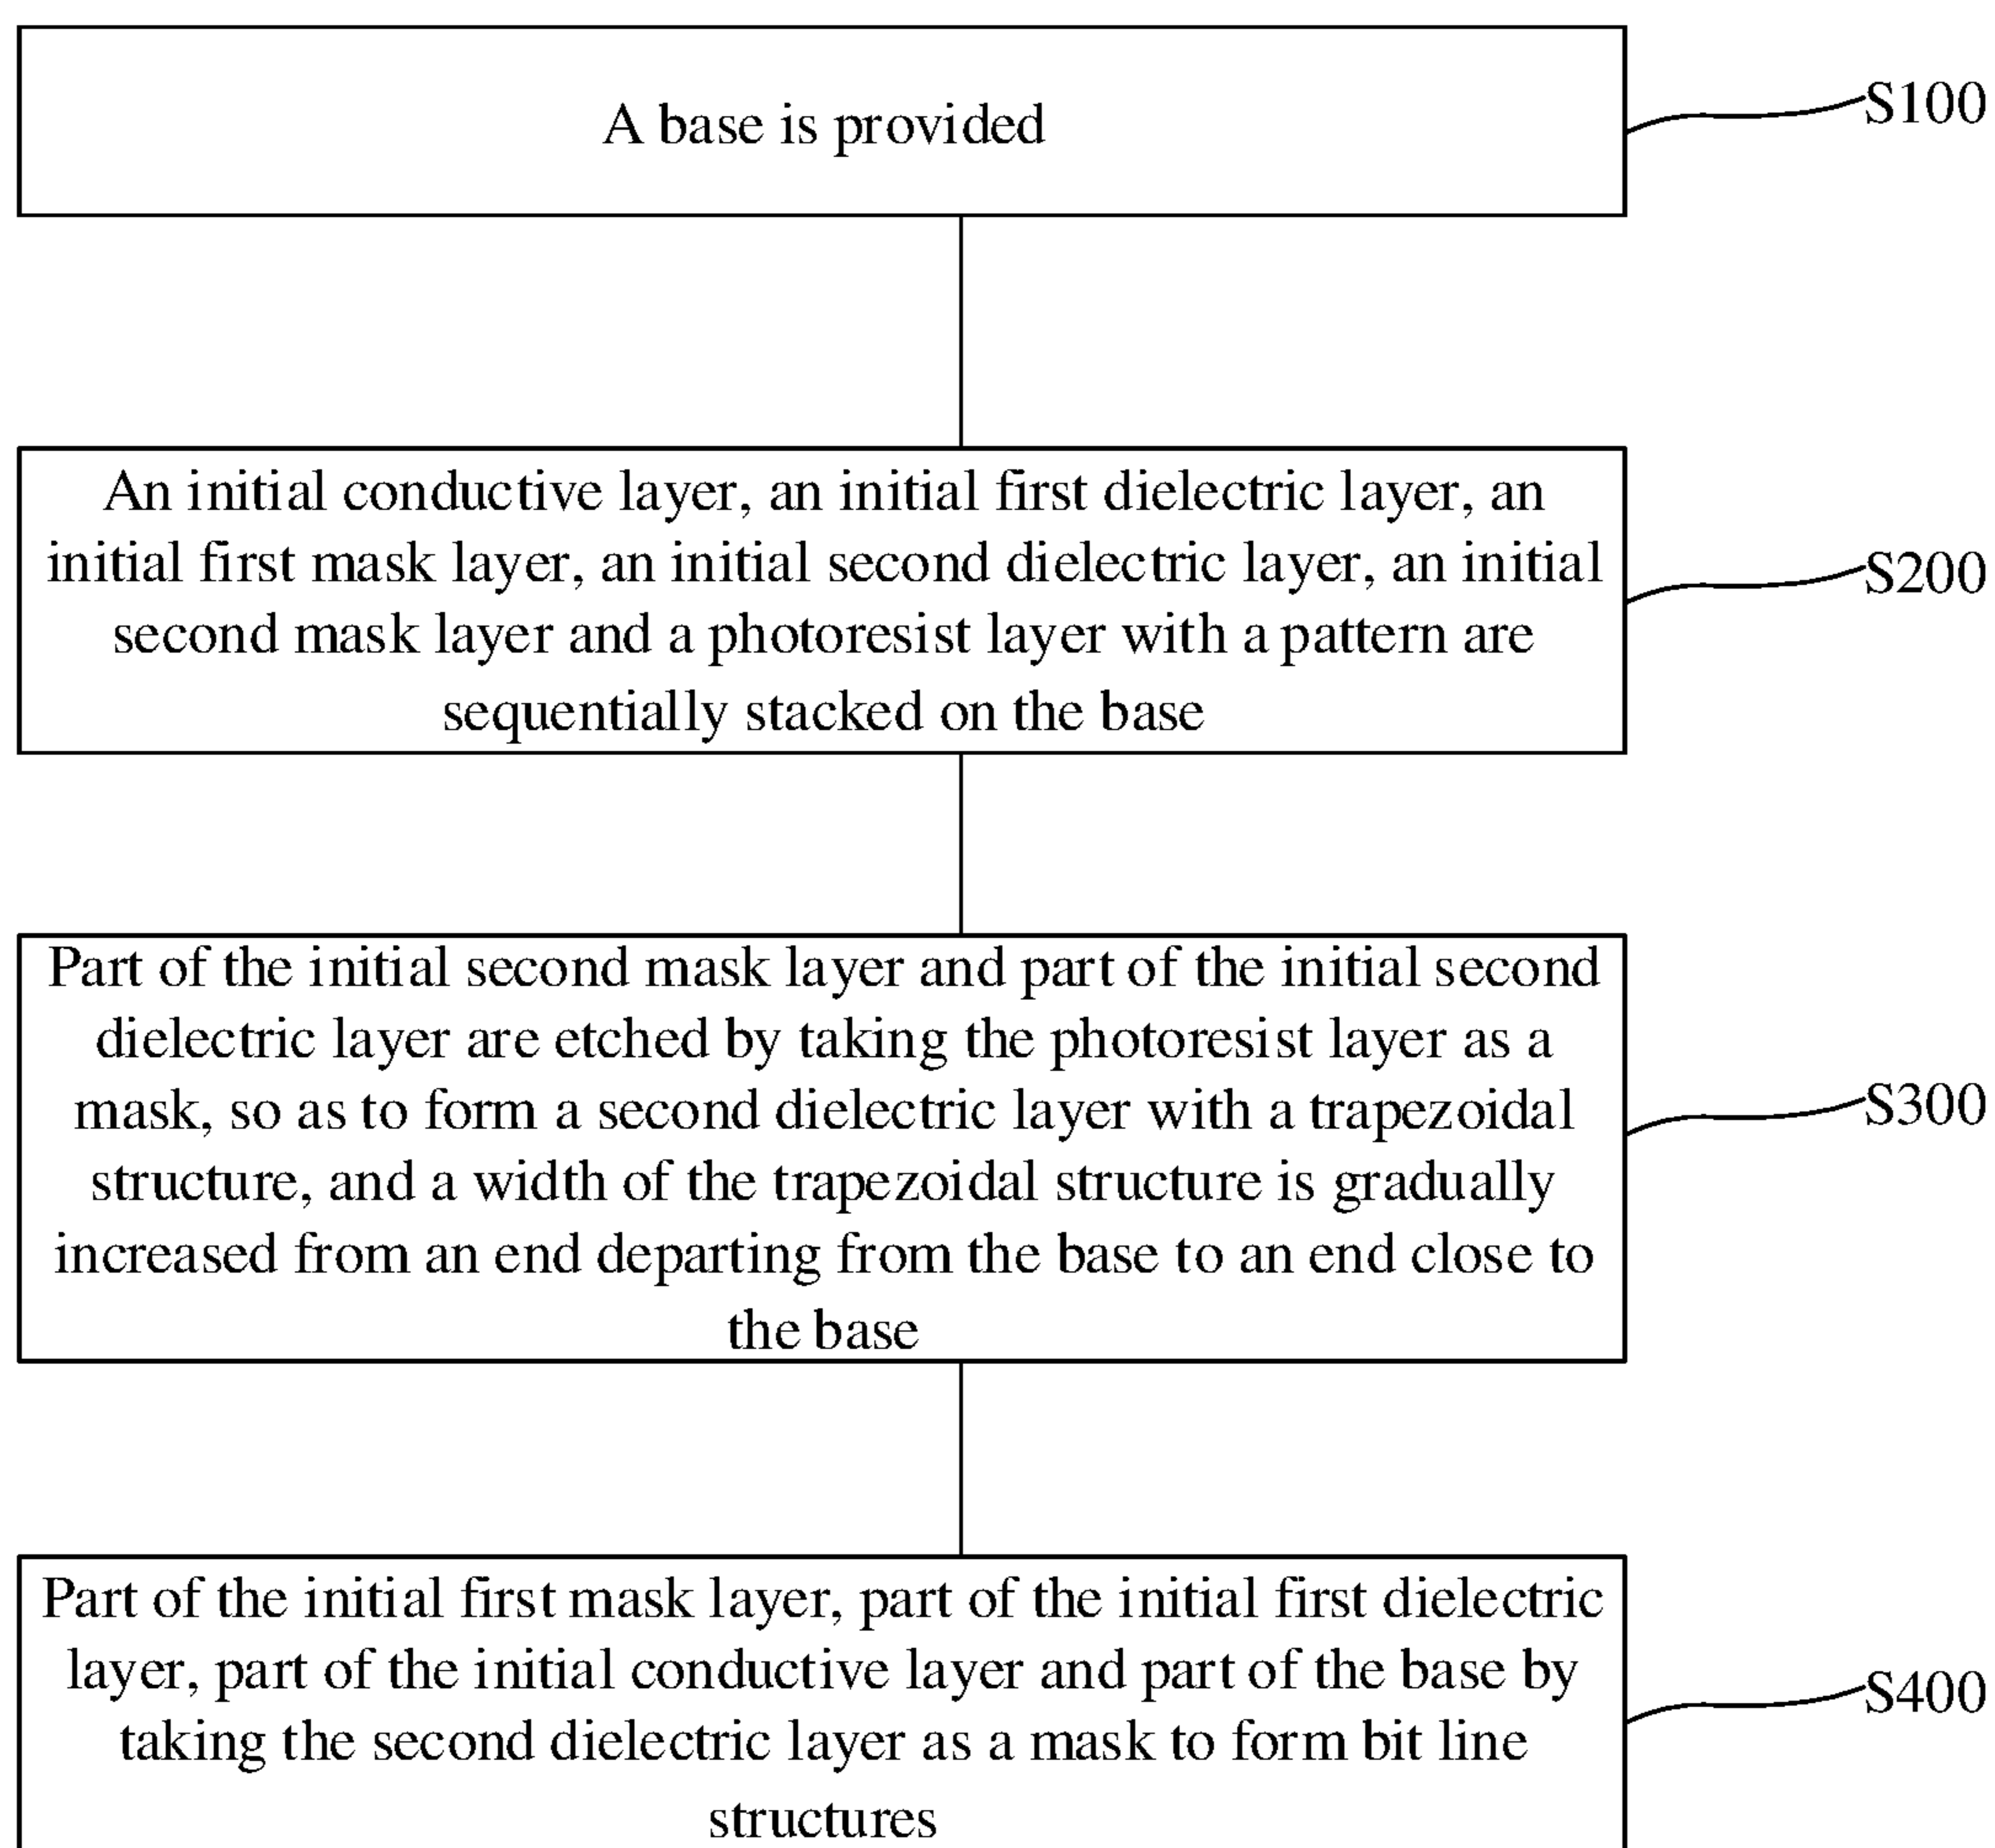 A base is provided
S100
An initial conductive layer, an initial first dielectric layer, an
initial first mask layer, an initial second dielectric layer, an initial
second mask layer and a photoresist layer with a pattern are
sequentially stacked on the base
S200
Part of the initial second mask layer and part of the initial second
dielectric layer are etched by taking the photoresist layer as a
mask, so as to form a second dielectric layer with a trapezoidal
structure, and a width of the trapezoidal structure is gradually
increased from an end departing from the base to an end close to
the base
S300
Part of the initial first mask layer, part of the initial first dielectric
layer, part of the initial conductive layer and part of the base by
taking the second dielectric layer as a mask to form bit line
structures
S400